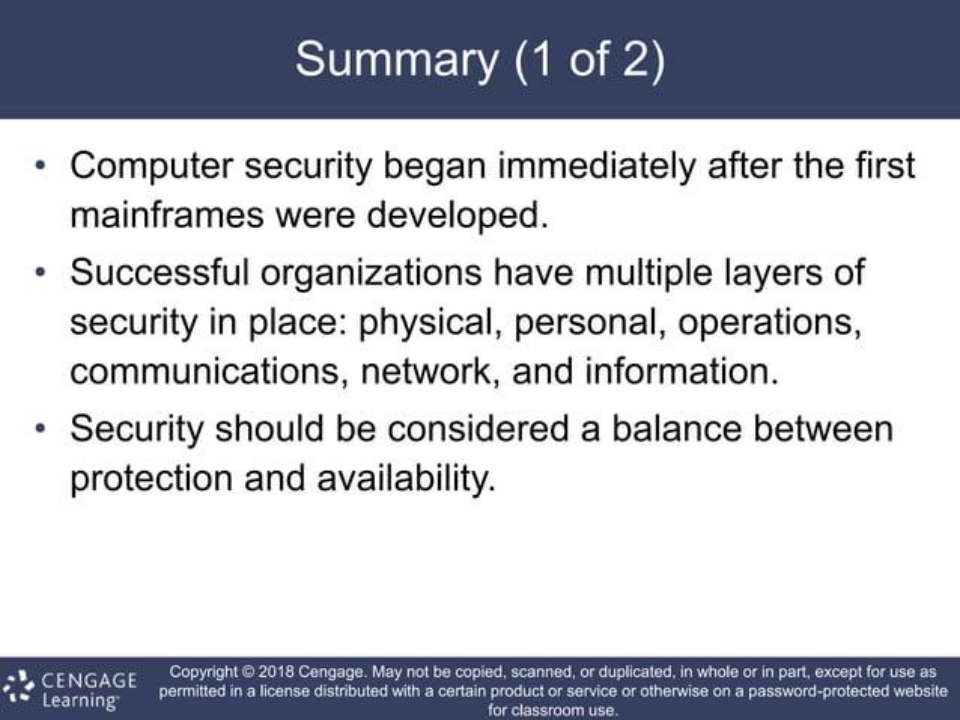 Summary (1 of 2)
• Computer security began immediately after the first
mainframes were developed.
• Successful organizations have multiple layers of
security in place: physical, personal, operations,
communications, network, and information.
• Security should be considered a balance between
protection and availability.
CENGAGE
Learning™
Copyright © 2018 Cengage. May not be copied, scanned, or duplicated, in whole or in part, except for use as
permitted in a license distributed with a certain product or service or otherwise on a password-protected website
for classroom use.